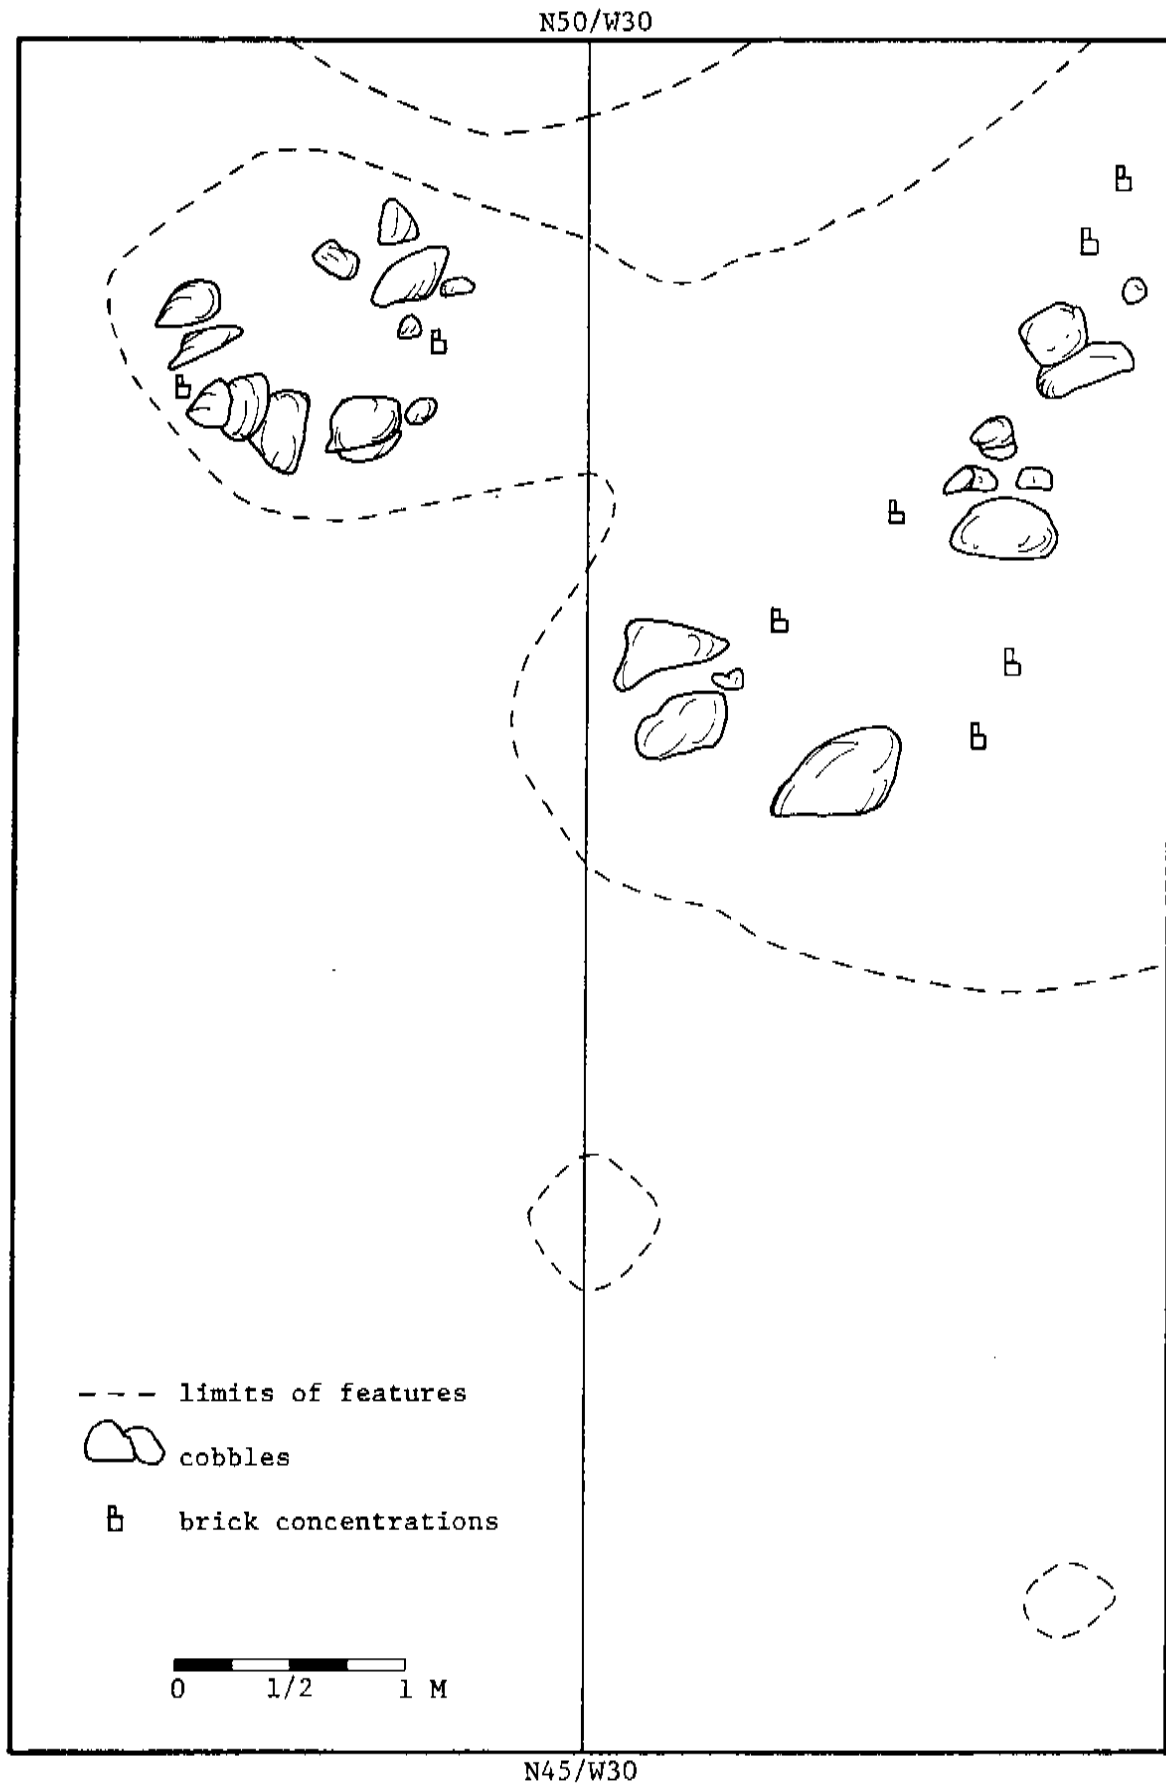 N50/W30
limits of features
cobbles
brick concentrations
0 1/2 1 M
N45/W30